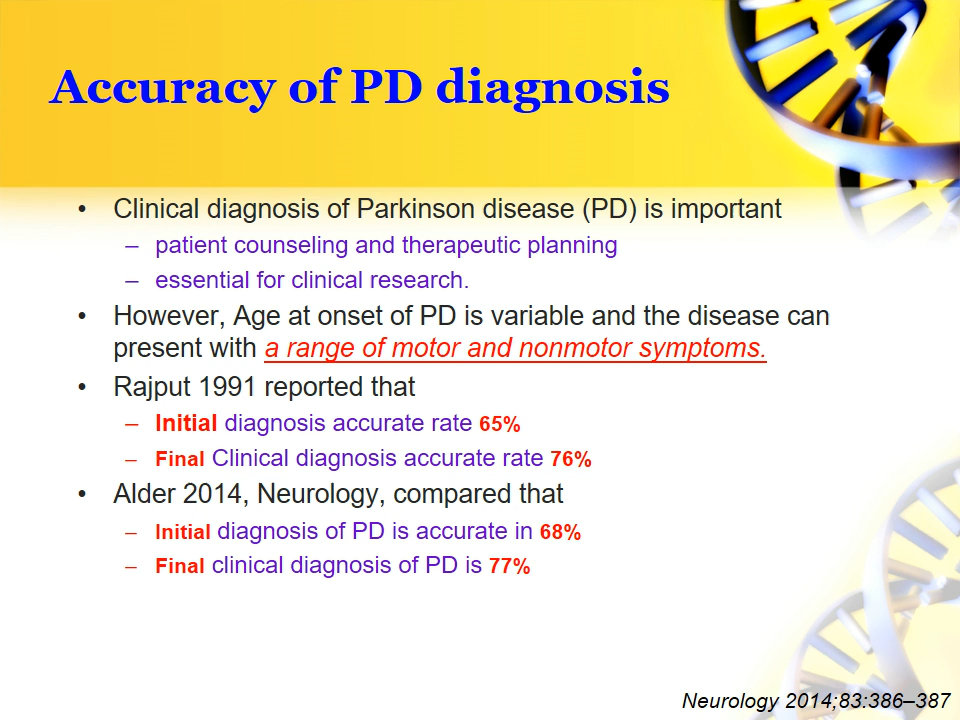 Accuracy of PD diagnosis
• Clinical diagnosis of Parkinson disease (PD) is important
– patient counseling and therapeutic planning
– essential for clinical research.
• However, Age at onset of PD is variable and the disease can
present with a range of motor and nonmotor symptoms.
• Rajput 1991 reported that
– Initial diagnosis accurate rate 65%
– Final Clinical diagnosis accurate rate 76%
• Alder 2014, Neurology, compared that
– Initial diagnosis of PD is accurate in 68%
– Final clinical diagnosis of PD is 77%
Neurology 2014;83:386–387